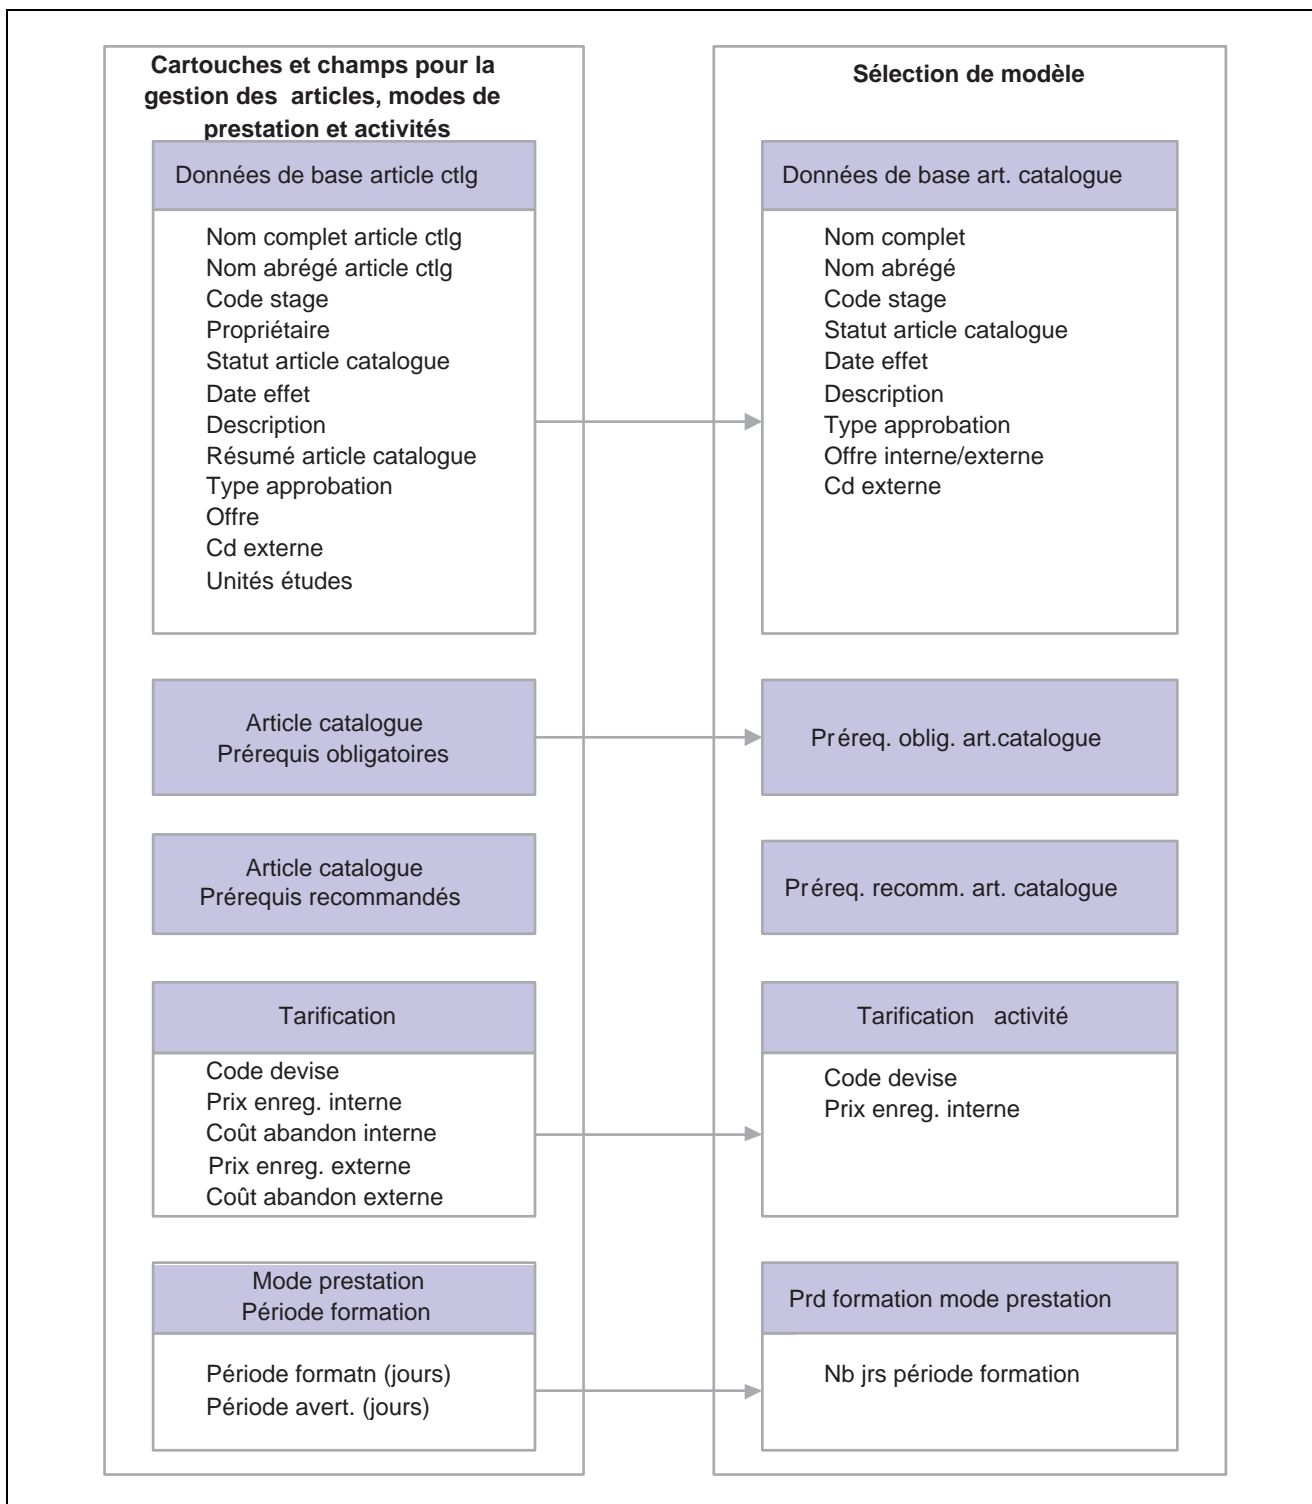 Cartouches et champs pour la
gestion des articles, modes de
prestation et activités
Données de base article ctlg
Nom complet article ctlg
Nom abrégé article ctlg
Code stage
Propriétaire
Statut article catalogue
Date effet
Description
Résumé article catalogue
Type approbation
Offre
Cd externe
Unités études
Article catalogue
Prérequis obligatoires
Article catalogue
Prérequis recommandés
Tarification
Code devise
Prix enreg. interne
Coût abandon interne
Prix enreg. externe
Coût abandon externe
Mode prestation
Période formation
Période formatn (jours)
Période avert. (jours)
Sélection de modèle
Données de base art. catalogue
Nom complet
Nom abrégé
Code stage
Statut article catalogue
Date effet
Description
Type approbation
Offre interne/externe
Cd externe
Préreq. oblig. art.catalogue
Préreq. recomm. art. catalogue
Tarification activité
Code devise
Prix enreg. interne
Prd formation mode prestation
Nb jrs période formation